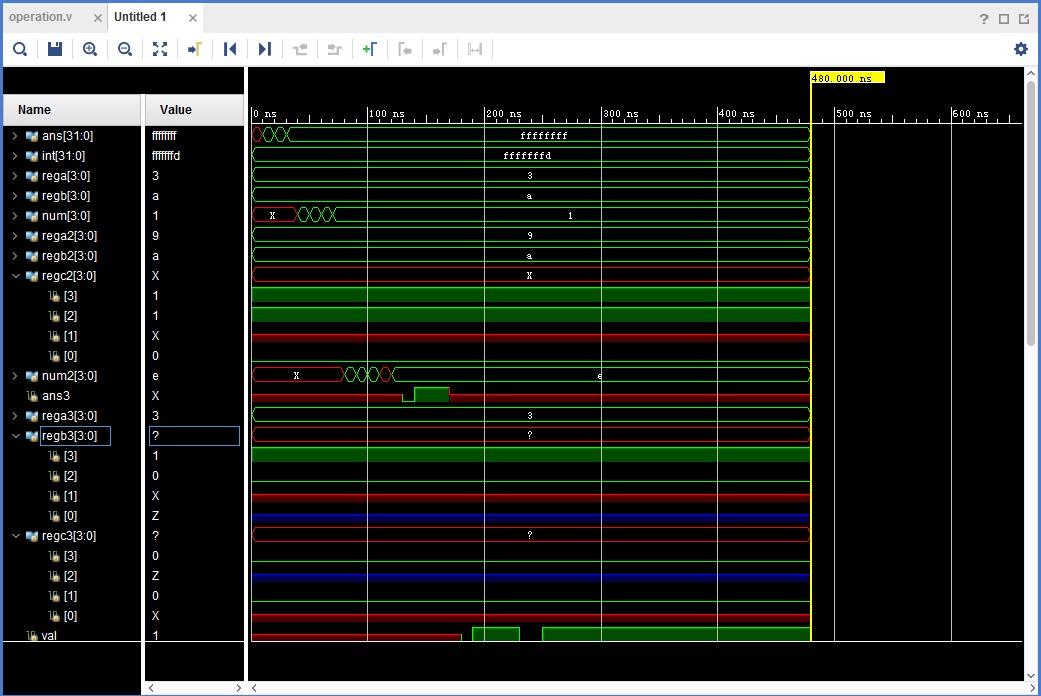 operation.v × Untitled 1 × ?
480.000 ns
Name Value
0 ns 100 ns 200 ns 300 ns 400 ns 500 ns 600 ns
ans[31:0] ffffffff ffffffff
int[31:0] fffffffd fffffffd
rega[3:0] 3 3
regb[3:0] a a
num[3:0] 1 X 1
rega2[3:0] 9 9
regb2[3:0] a a
regc2[3:0] X X
[3] 1
[2] 1
[1] X
[0] 0
num2[3:0] e X e
ans3 X
rega3[3:0] 3 3
regb3[3:0] ? ?
[3] 1
[2] 0
[1] X
[0] Z
regc3[3:0] ? ?
[3] 0
[2] Z
[1] 0
[0] X
val 1